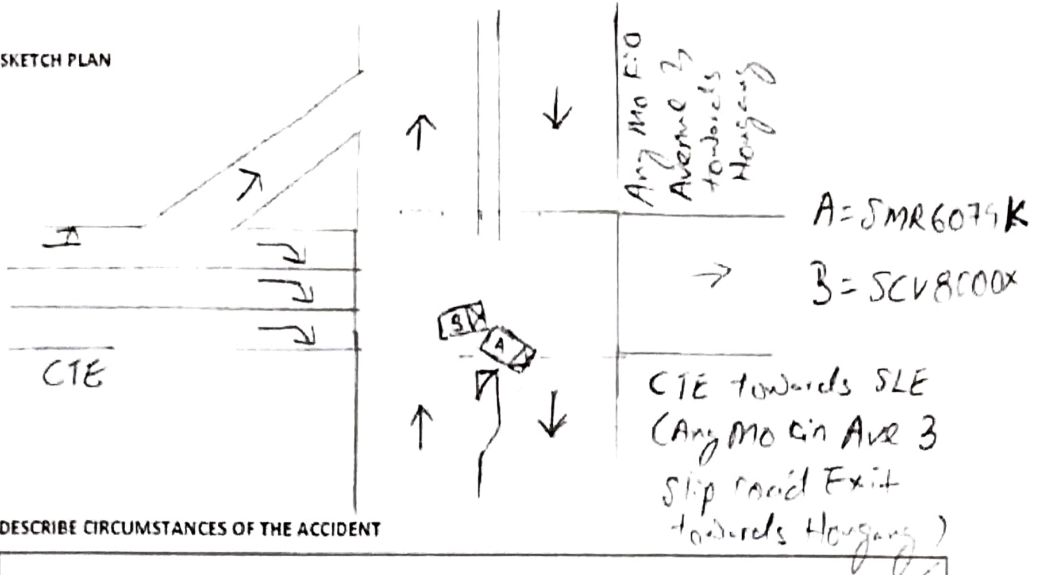 SKETCH PLAN
Ang Mo Kio
Avenue 3
towards
Hougang
A = SMR6079K
B = SCV8000X
B
A
CTE
CTE towards SLE
(Ang Mo Kio Ave 3
Slip road Exit
towards Hougang)
DESCRIBE CIRCUMSTANCES OF THE ACCIDENT